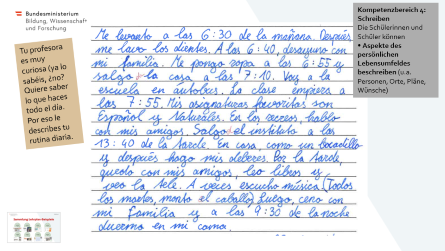 Bundesministerium
Bildung, Wissenschaft
und Forschung
Tu profesora
es muy
curiosa (ya lo
sabéis, ¿no?
Quiere saber
lo que haces
todo el día.
Por eso le
describes tu
rutina diaria.
Me levanto a las 6:30 de la mañana. Después
me lavo los dientes. A las 6:40, desayuno con
mi familia. Me pongo ropa a las 6:55 y
salgo la casa a las 7:10. Voy a la
escuela en autobús. La clase empieza a
las 7:55. Mis asignaturas favoritas son
Español y Naturales. En los recreos, hablo
con mis amigos. Salgo el instituto a las
13:40 de la tarde. En casa, como un bocadillo
y después hago mis deberes. Por la tarde,
quedo con mis amigos, leo libros y
veo la tele. A veces escucho música. Todos
los martes, monto el caballo. Luego, ceno con
mi familia y a las 9:30 de la noche
duermo en mi cama.
Kompetenzbereich 4:
Schreiben
Die Schülerinnen und
Schüler können
• Aspekte des
persönlichen
Lebensumfeldes
beschreiben (u.a.
Personen, Orte, Pläne,
Wünsche)